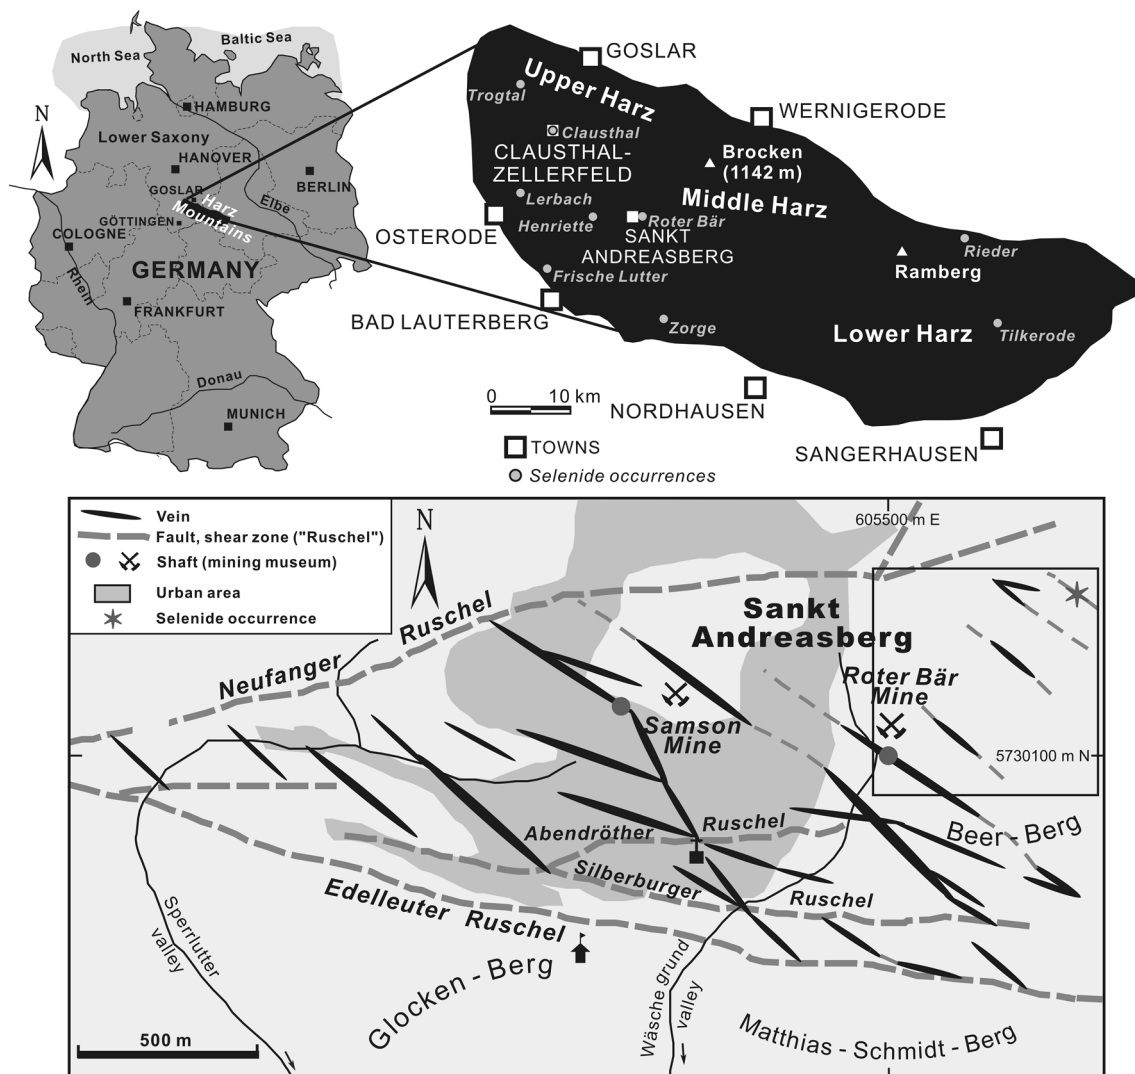 North Sea
Baltic Sea
N
HAMBURG
Lower Saxony
HANOVER
BERLIN
GOSLAR
Elbe
Harz
Mountains
GÖTTINGEN
COLOGNE
Rhein
GERMANY
FRANKFURT
Donau
MUNICH
GOSLAR
Upper Harz
Trogtal
WERNIGERODE
Clausthal
CLAUSTHAL-
ZELLERFELD
Brocken
(1142 m)
Middle Harz
Lerbach
Henriette
Roter Bär
OSTERODE
SANKT
ANDREASBERG
Rieder
Ramberg
Frische Lutter
BAD LAUTERBERG
Zorge
Lower Harz
Tilkerode
0 10 km
NORDHAUSEN
TOWNS
SANGERHAUSEN
Selenide occurrences
Vein
Fault, shear zone ("Ruschel")
Shaft (mining museum)
Urban area
Selenide occurrence
N
605500 m E
Neufanger Ruschel
Sankt
Andreasberg
Roter Bär
Mine
Samson
Mine
5730100 m N
Abendröther Ruschel
Beer - Berg
Silberburger Ruschel
Edelleuter Ruschel
Sperrlutter
valley
Glocken - Berg
Wäsche grund
valley
Matthias - Schmidt - Berg
500 m